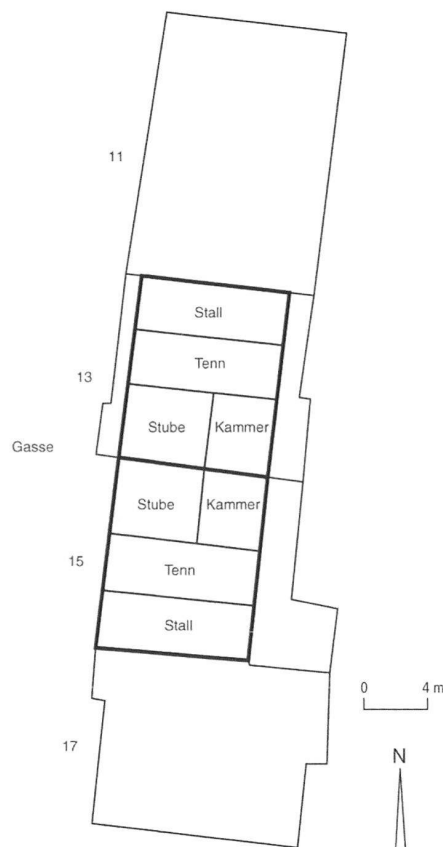 11
Stall
Tenn
13
Stube Kammer
Gasse
Stube Kammer
15
Tenn
Stall
0 4 m
17
N